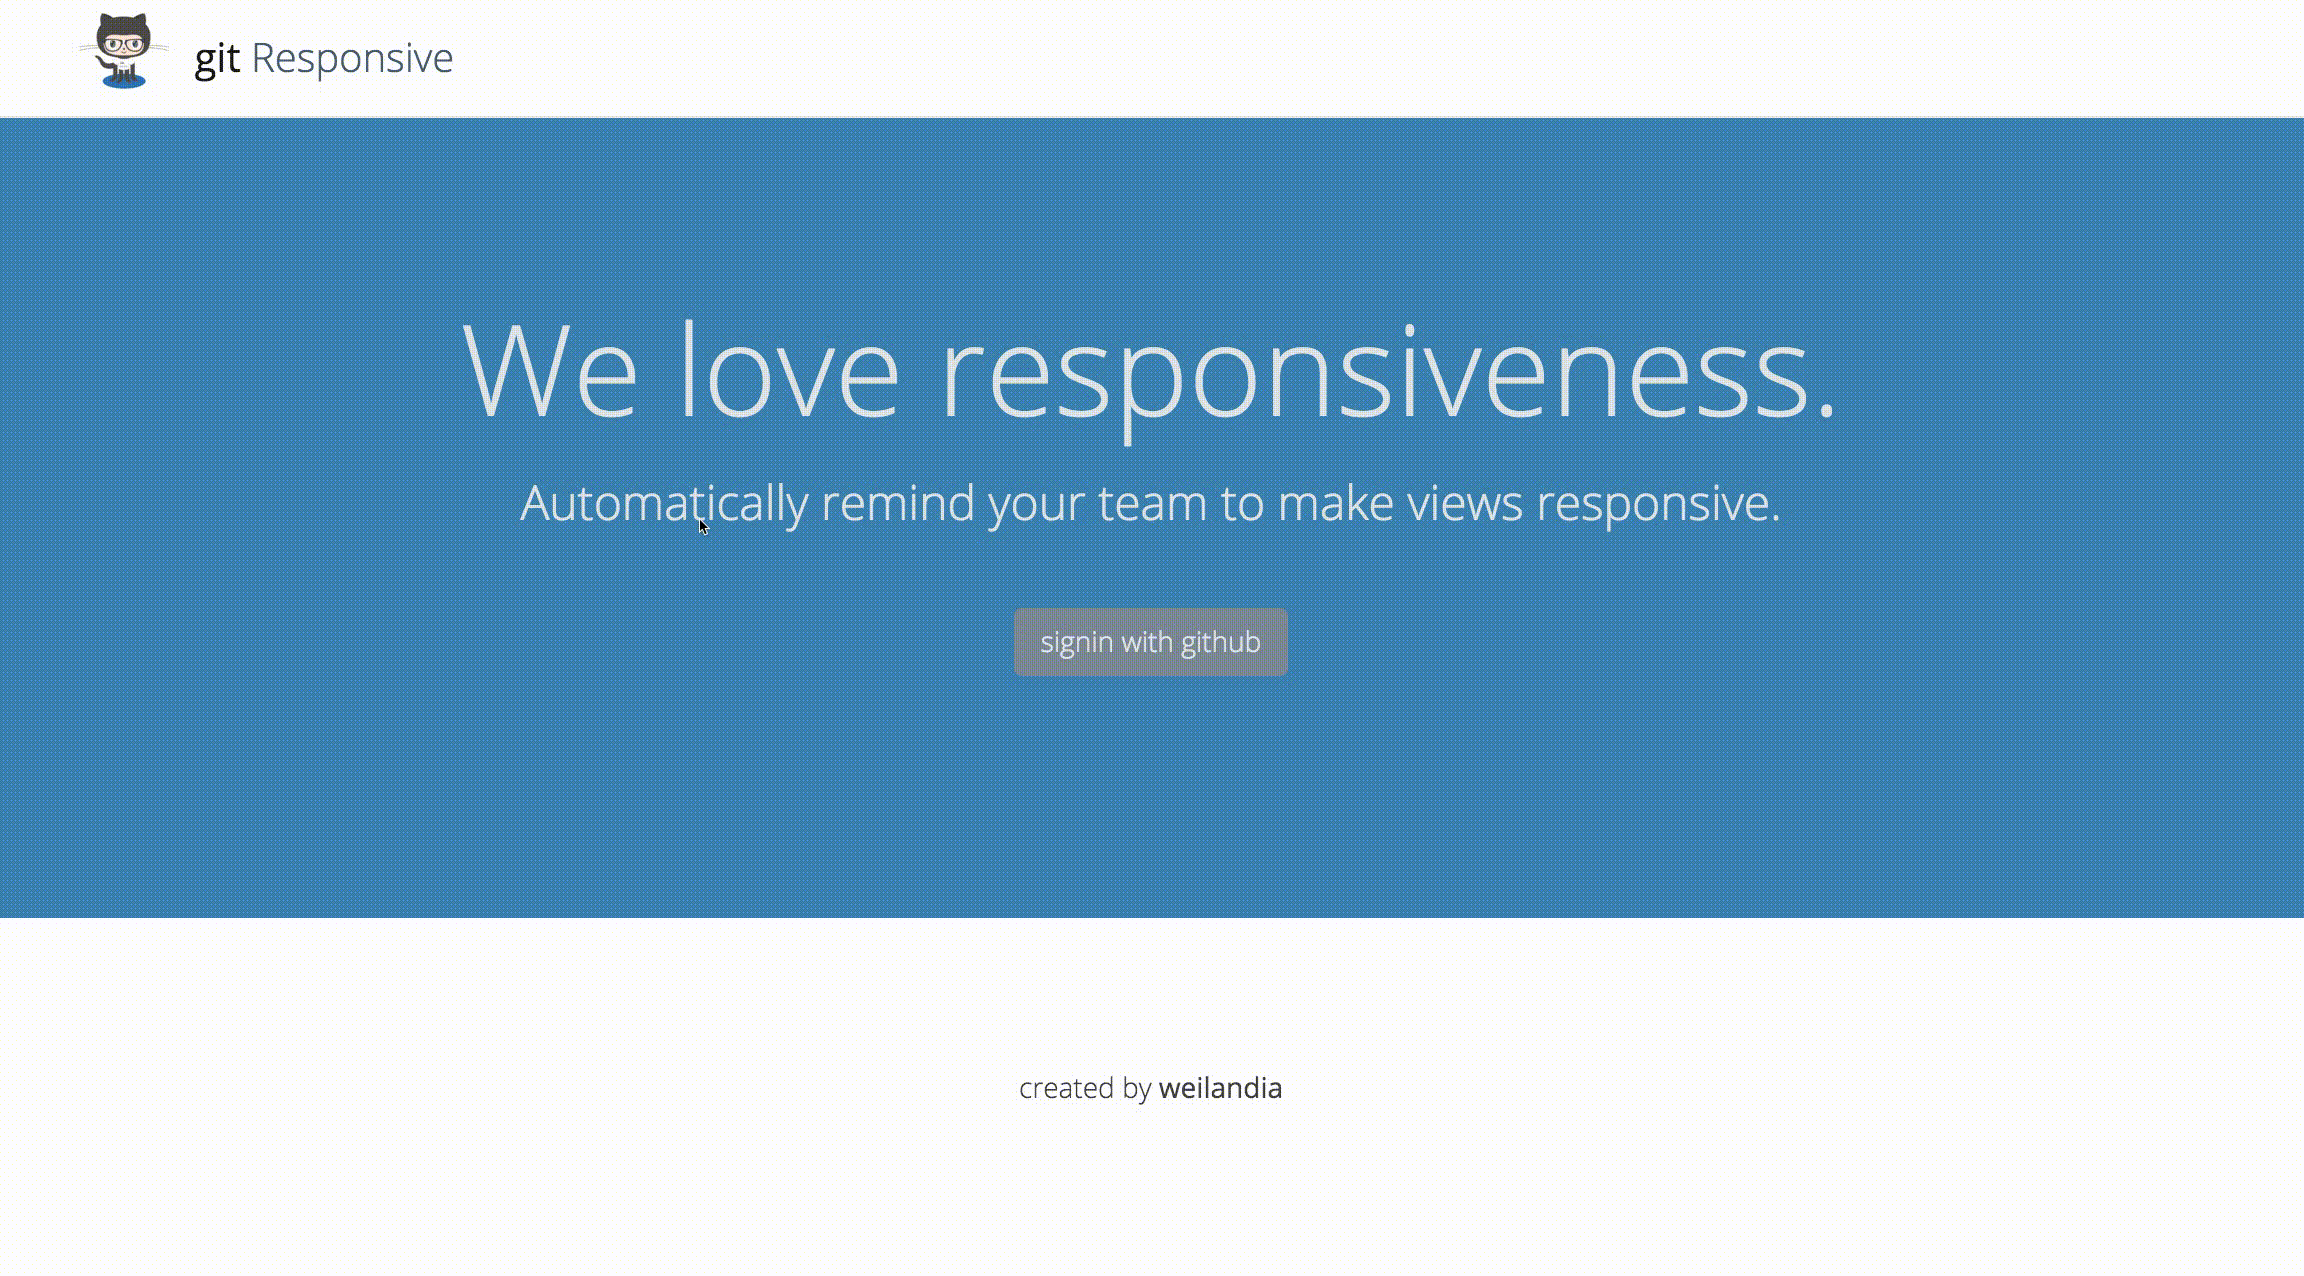 git Responsive
We love responsiveness.
Automatically remind your team to make views responsive.
signin with github
created by weilandia